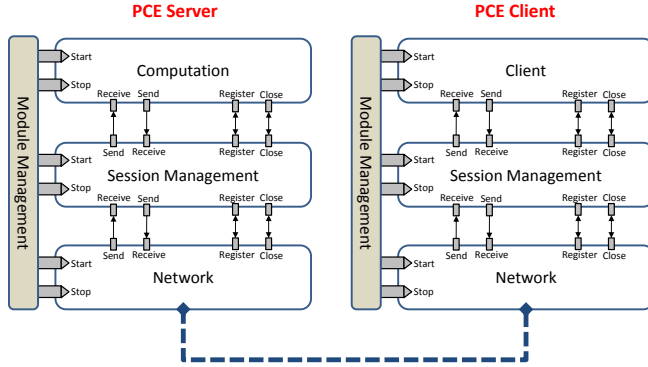 PCE Server
PCE Client
Module Management
Start
Stop
Computation
Receive Send Register Close
Send Receive Register Close
Start
Stop
Session Management
Receive Send Register Close
Send Receive Register Close
Start
Stop
Network
Module Management
Start
Stop
Client
Receive Send Register Close
Send Receive Register Close
Start
Stop
Session Management
Receive Send Register Close
Send Receive Register Close
Start
Stop
Network